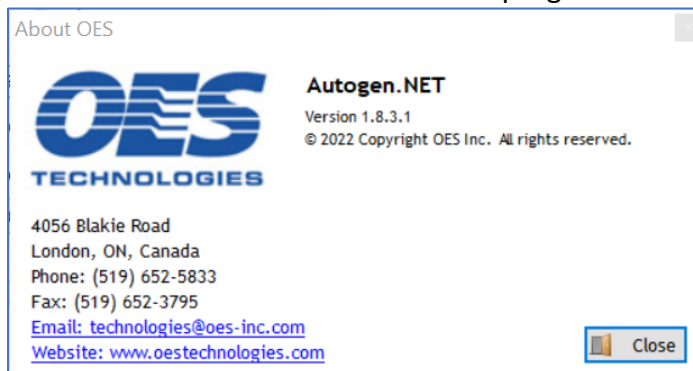 About OES
OES
TECHNOLOGIES
Autogen.NET
Version 1.8.3.1
© 2022 Copyright OES Inc. All rights reserved.
4056 Blakie Road
London, ON, Canada
Phone: (519) 652-5833
Fax: (519) 652-3795
Email: technologies@oes-inc.com
Website: www.oestechnologies.com
Close